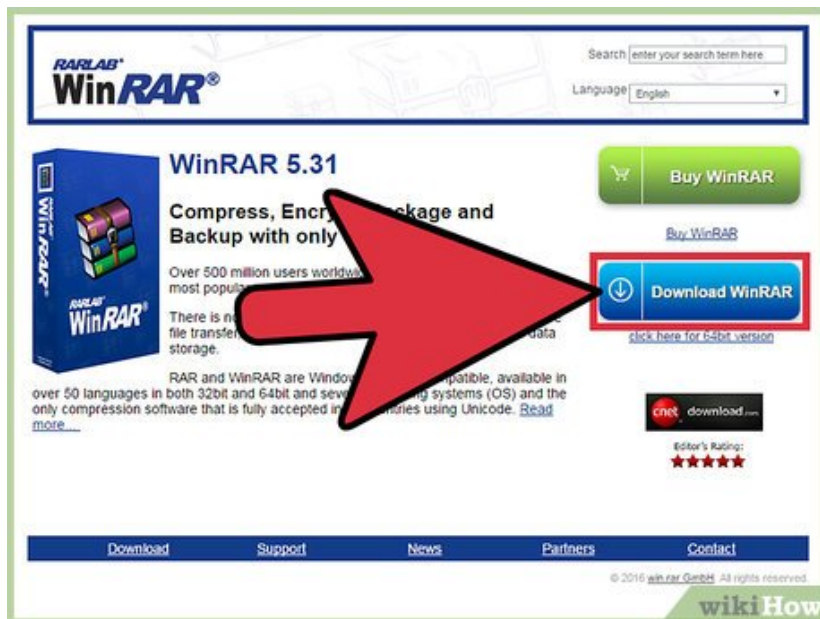 RARLAB®
WinRAR®
Search enter your search term here
Language English
WinRAR 5.31
Compress, Encry ckage and
Backup with only
Over 500 million users worldwi
most popula
There is n
file transfer data
storage.
RAR and WinRAR are Windo patible, available in
over 50 languages in both 32bit and 64bit and seve ng systems (OS) and the
only compression software that is fully accepted in ntries using Unicode. Read
more....
WinRAR®
RARLAB®
WinRAR®
Buy WinRAR
Buy WinRAR
Download WinRAR
click here for 64bit version
cnet download.com
Editor's Rating:
Download Support News Partners Contact
© 2016 win.rar GmbH. All rights reserved.
wikiHow